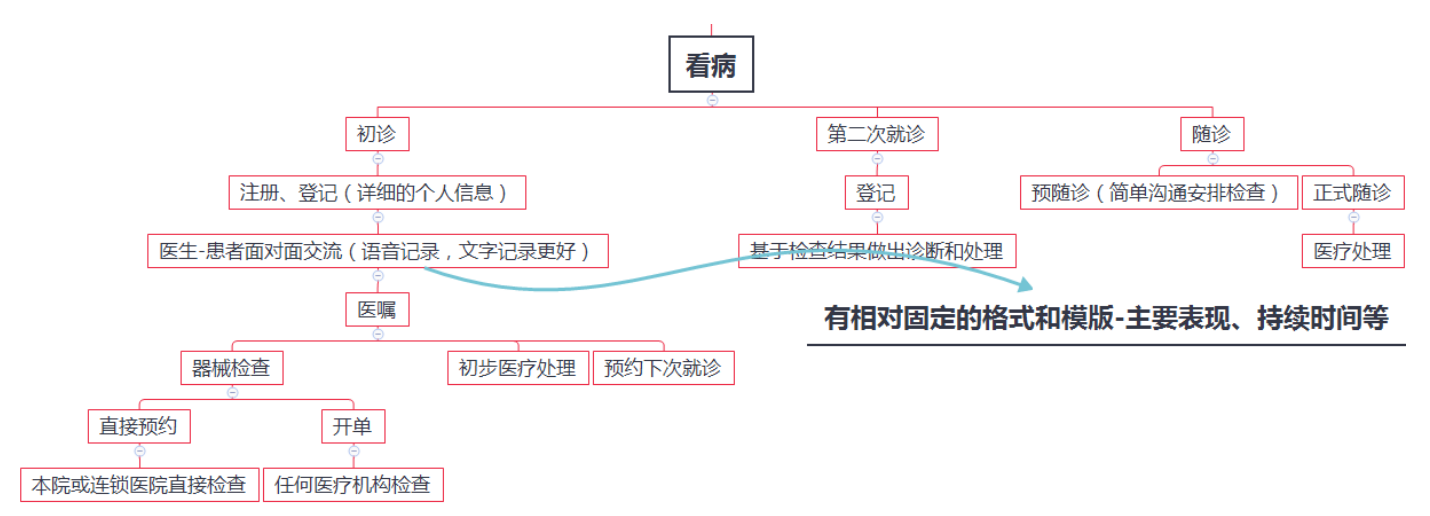 看病
初诊
第二次就诊
随诊
注册、登记（详细的个人信息）
登记
预随诊（简单沟通安排检查）
正式随诊
医生-患者面对面交流（语音记录，文字记录更好）
基于检查结果做出诊断和处理
医疗处理
医嘱
有相对固定的格式和模版-主要表现、持续时间等
器械检查
初步医疗处理
预约下次就诊
直接预约
开单
本院或连锁医院直接检查
任何医疗机构检查